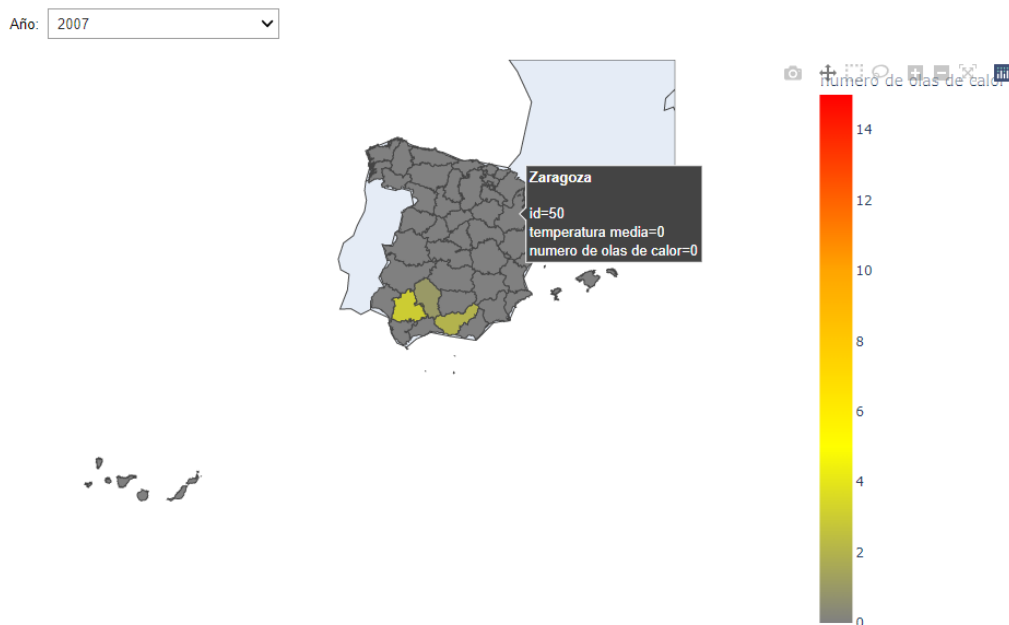 Año: 2007
numero de olas de calor
Zaragoza
id=50
temperatura media=0
numero de olas de calor=0
14
12
10
8
6
4
2
0